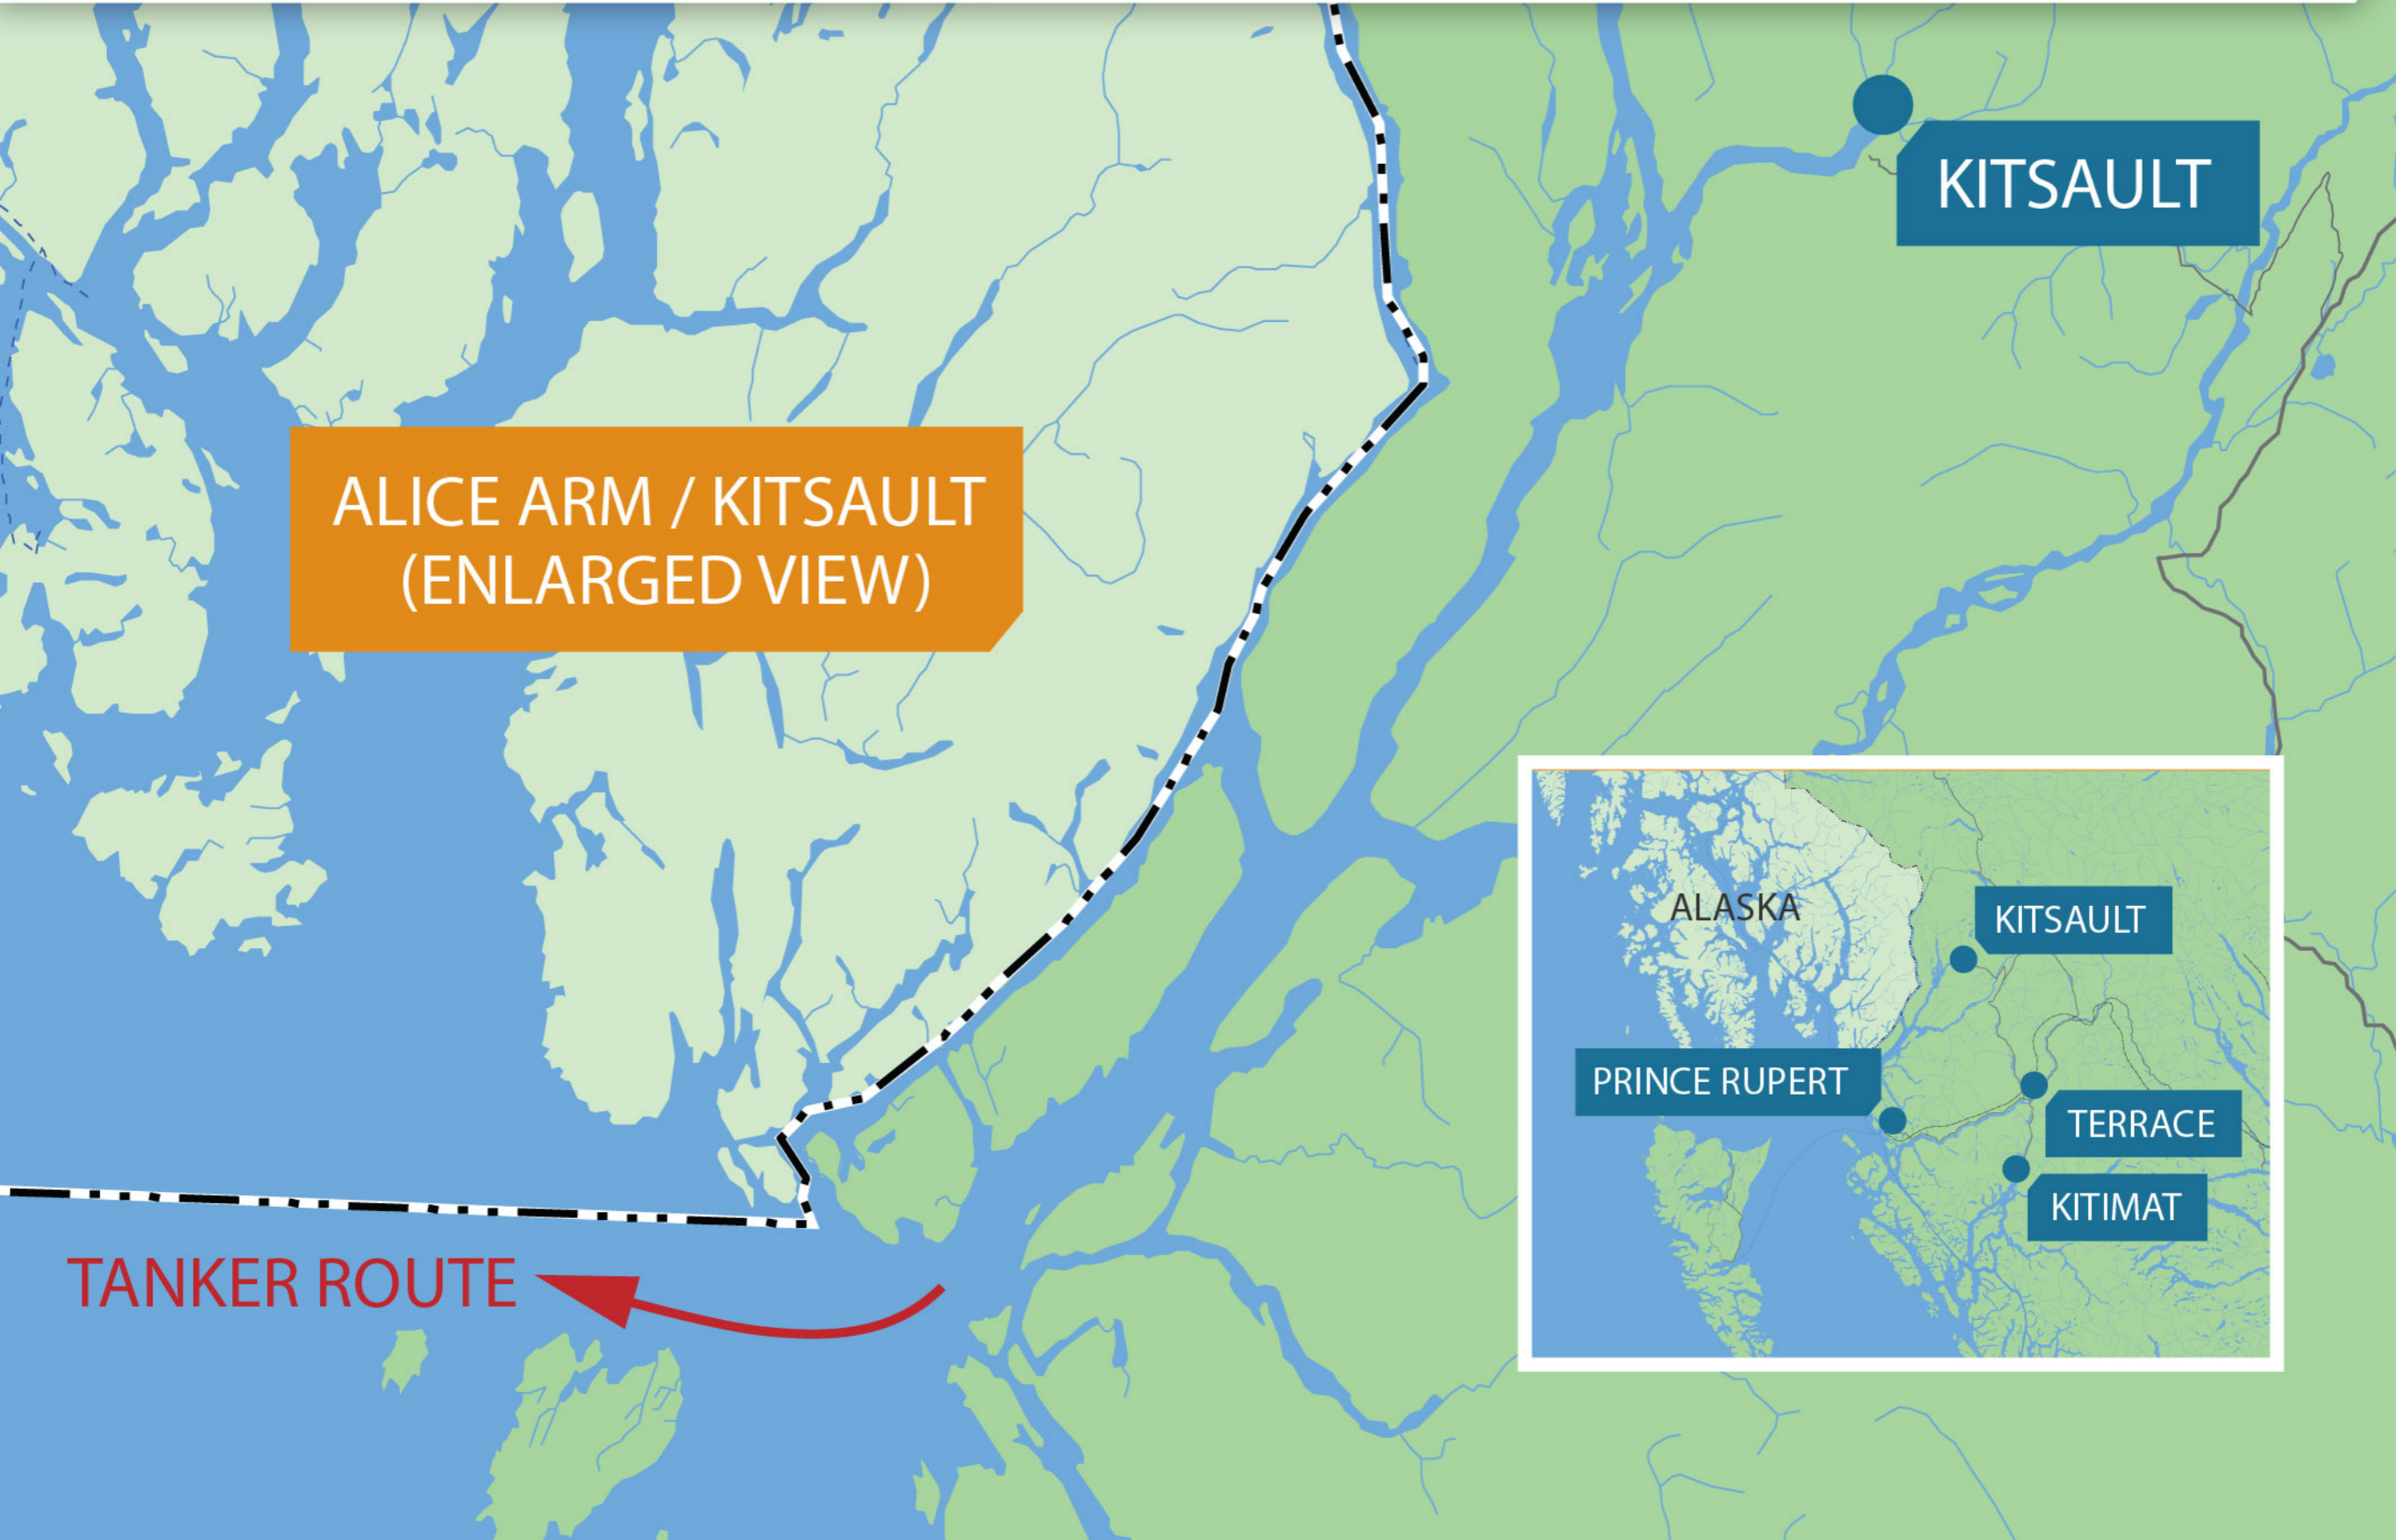 KITSAULT
ALICE ARM / KITSAULT
(ENLARGED VIEW)
ALASKA
KITSAULT
PRINCE RUPERT
TERRACE
KITIMAT
TANKER ROUTE